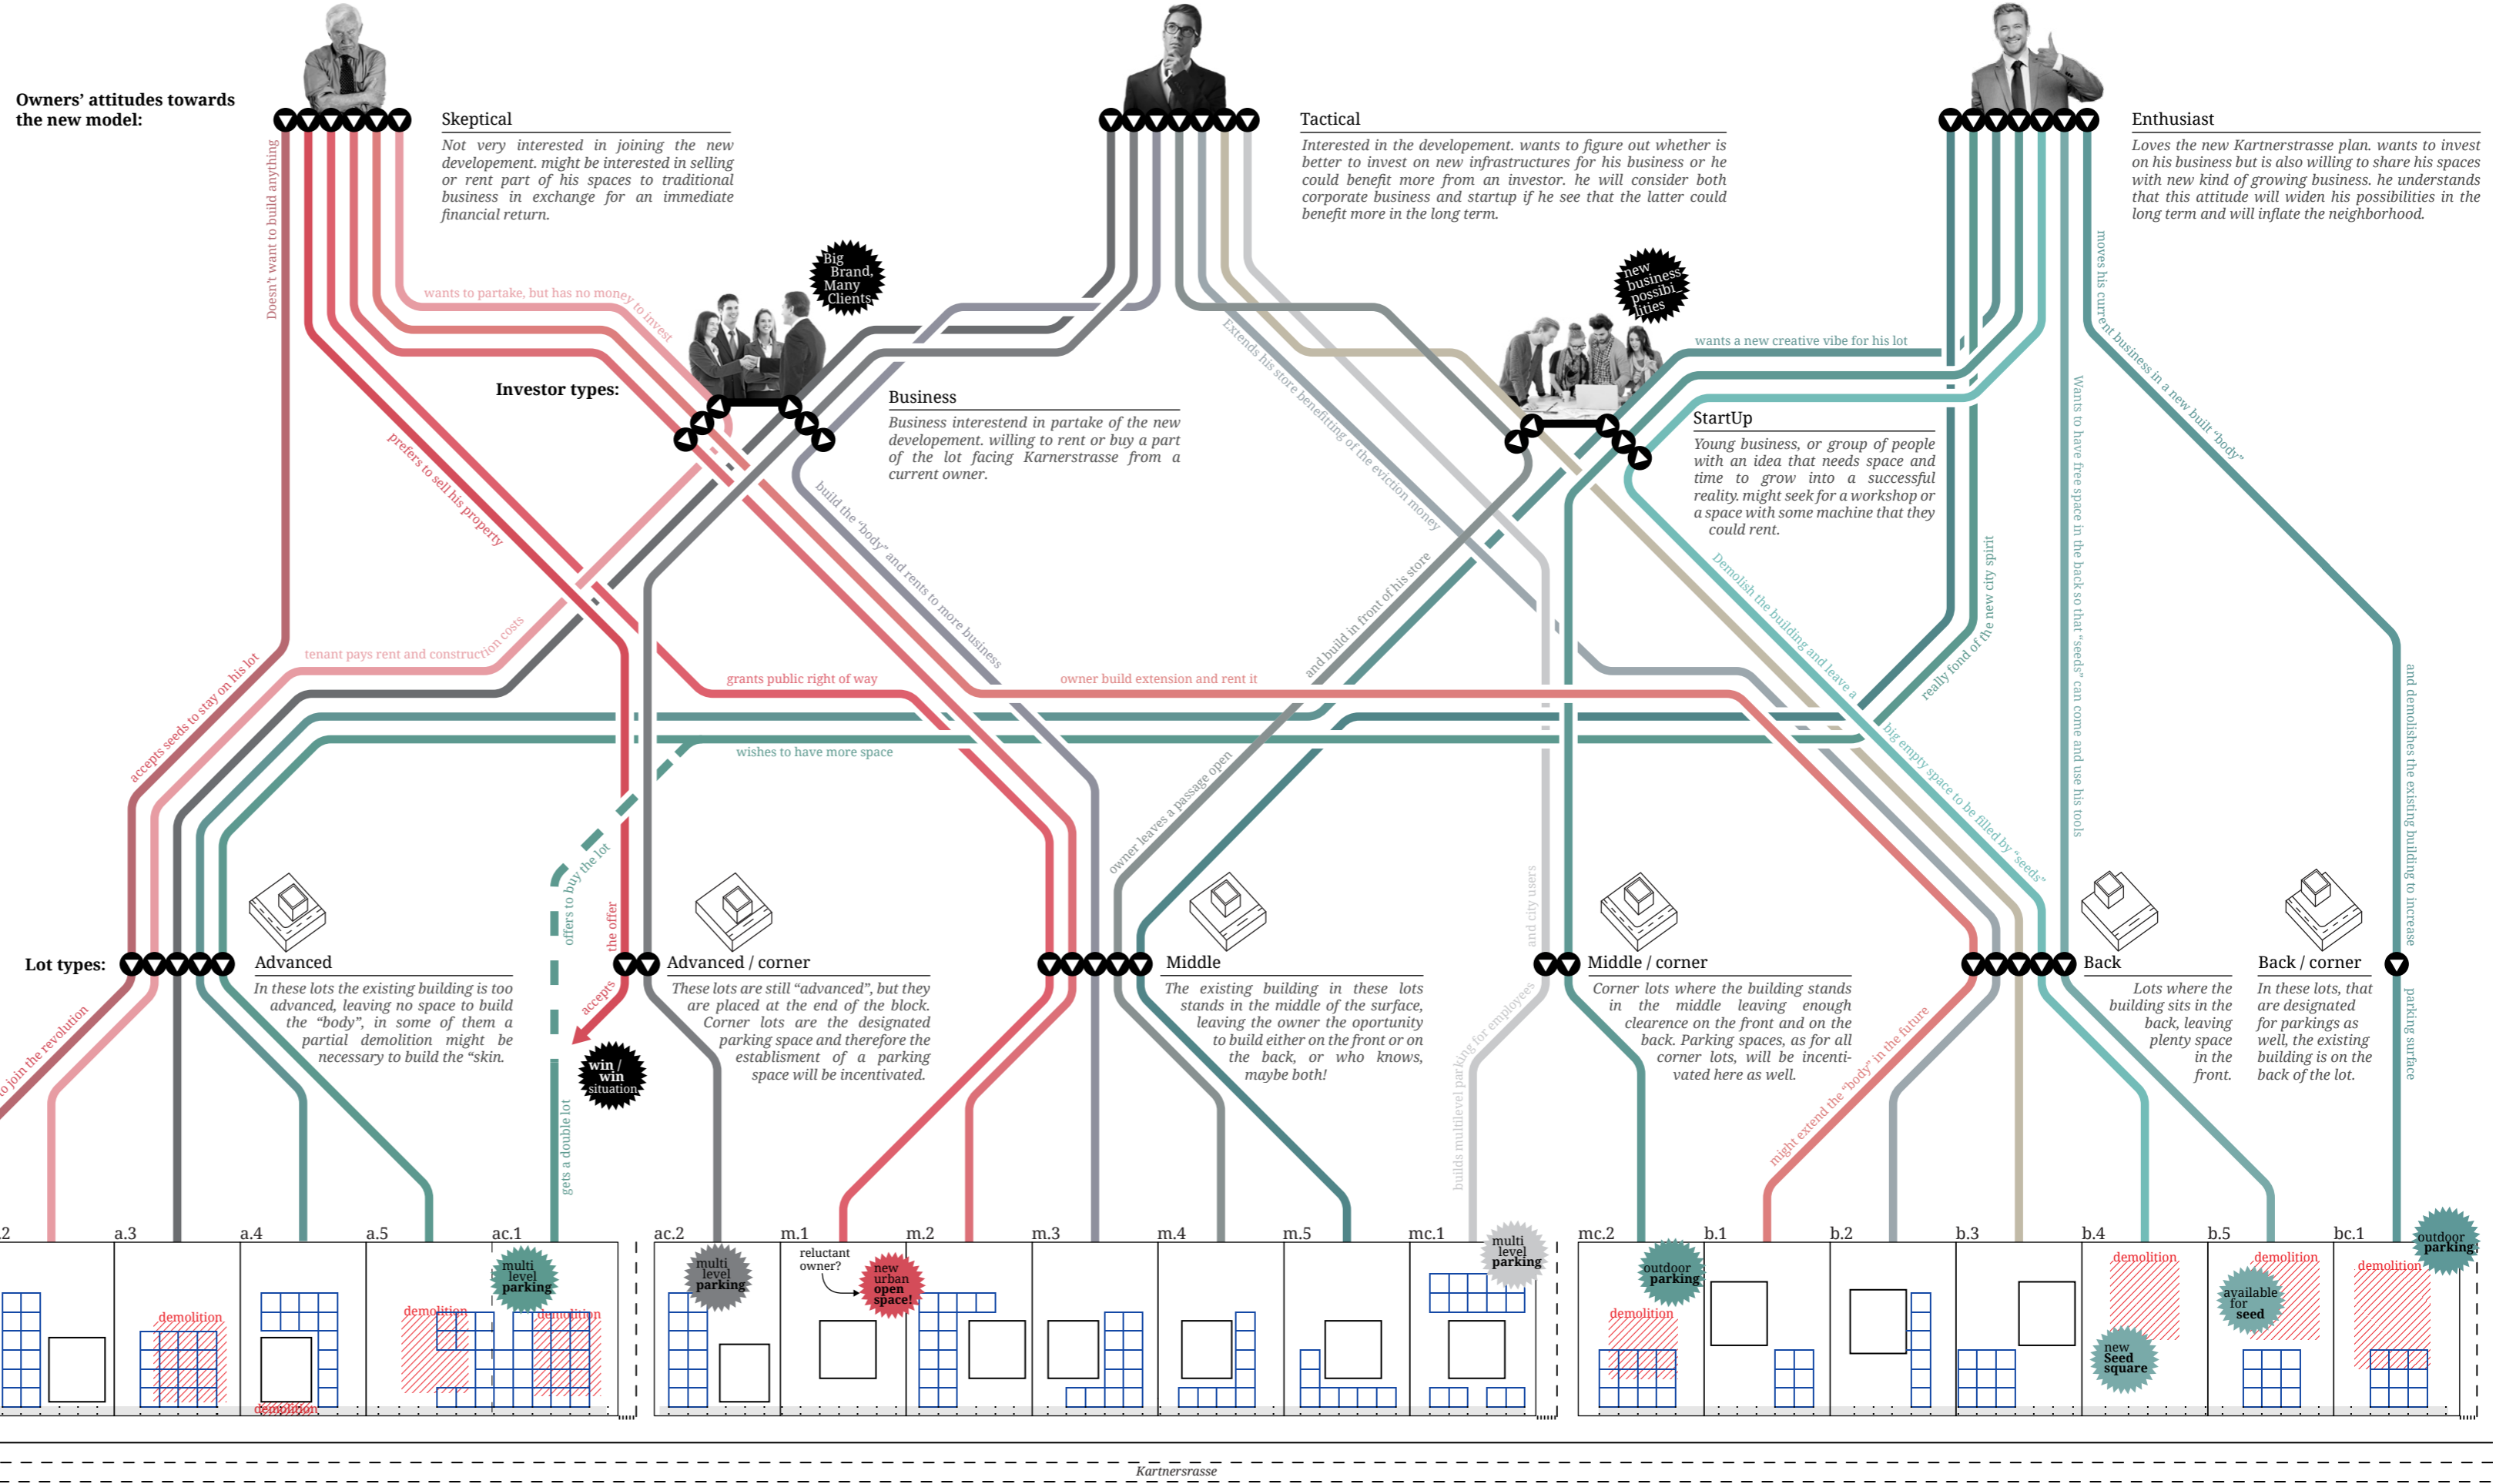 Owners’ attitudes towards
the new model:
Skeptical
Not very interested in joining the new
developement. might be interested in selling
or rent part of his spaces to traditional
business in exchange for an immediate
financial return.
Tactical
Interested in the developement. wants to figure out whether is
better to invest on new infrastructures for his business or he
could benefit more from an investor. he will consider both
corporate business and startup if he see that the latter could
benefit more in the long term.
Enthusiast
Loves the new Kartnerstrasse plan. wants to invest
on his business but is also willing to share his spaces
with new kind of growing business. he understands
that this attitude will widen his possibilities in the
long term and will inflate the neighborhood.
Doesn't want to build anything
wants to partake, but has no money to invest
Big
Brand,
Many
Clients
new
business
possibi_
lities
Extends his store benefitting of the eviction money
wants a new creative vibe for his lot
moves his current business in a new built “body”
Investor types:
Business
Business interestend in partake of the new
developement. willing to rent or buy a part
of the lot facing Karnerstrasse from a
current owner.
StartUp
Young business, or group of people
with an idea that needs space and
time to grow into a successful
reality. might seek for a workshop or
a space with some machine that they
could rent.
prefers to sell his property
build the “body” and rents to more business
and build in front of his store
Demolish the building and leave a
really fond of the new city spirit
Wants to have free space in the back so that “seeds” can come and use his tools
tenant pays rent and construction costs
accepts seeds to stay on his lot
grants public right of way
owner build extension and rent it
wishes to have more space
owner leaves a passage open
big empty space to be filled by “seeds”
and demolishes the existing building to increase
offers to buy the lot
the offer
and city users
Lot types:
Advanced
In these lots the existing building is too
advanced, leaving no space to build
the “body”, in some of them a
partial demolition might be
necessary to build the “skin.
Advanced / corner
These lots are still “advanced”, but they
are placed at the end of the block.
Corner lots are the designated
parking space and therefore the
establisment of a parking
space will be incentivated.
Middle
The existing building in these lots
stands in the middle of the surface,
leaving the owner the oportunity
to build either on the front or on
the back, or who knows,
maybe both!
Middle / corner
Corner lots where the building stands
in the middle leaving enough
clearence on the front and on the
back. Parking spaces, as for all
corner lots, will be incenti-
vated here as well.
Back
Lots where the
building sits in the
back, leaving
plenty space
in the
front.
Back / corner
In these lots, that
are designated
for parkings as
well, the existing
building is on the
back of the lot.
to join the revolution
accepts
win /
win
situation
gets a double lot
builds multilevel parking for employees
might extend the “body” in the future
parking surface
.2
a.3
a.4
a.5
ac.1
ac.2
m.1
m.2
m.3
m.4
m.5
mc.1
mc.2
b.1
b.2
b.3
b.4
b.5
bc.1
demolition
demolition
demolition
multi
level
parking
demolition
multi
level
parking
reluctant
owner?
new
urban
open
space!
multi
level
parking
outdoor
parking
demolition
demolition
new
Seed
square
demolition
available
for
seed
demolition
outdoor
parking
Kartnersrasse